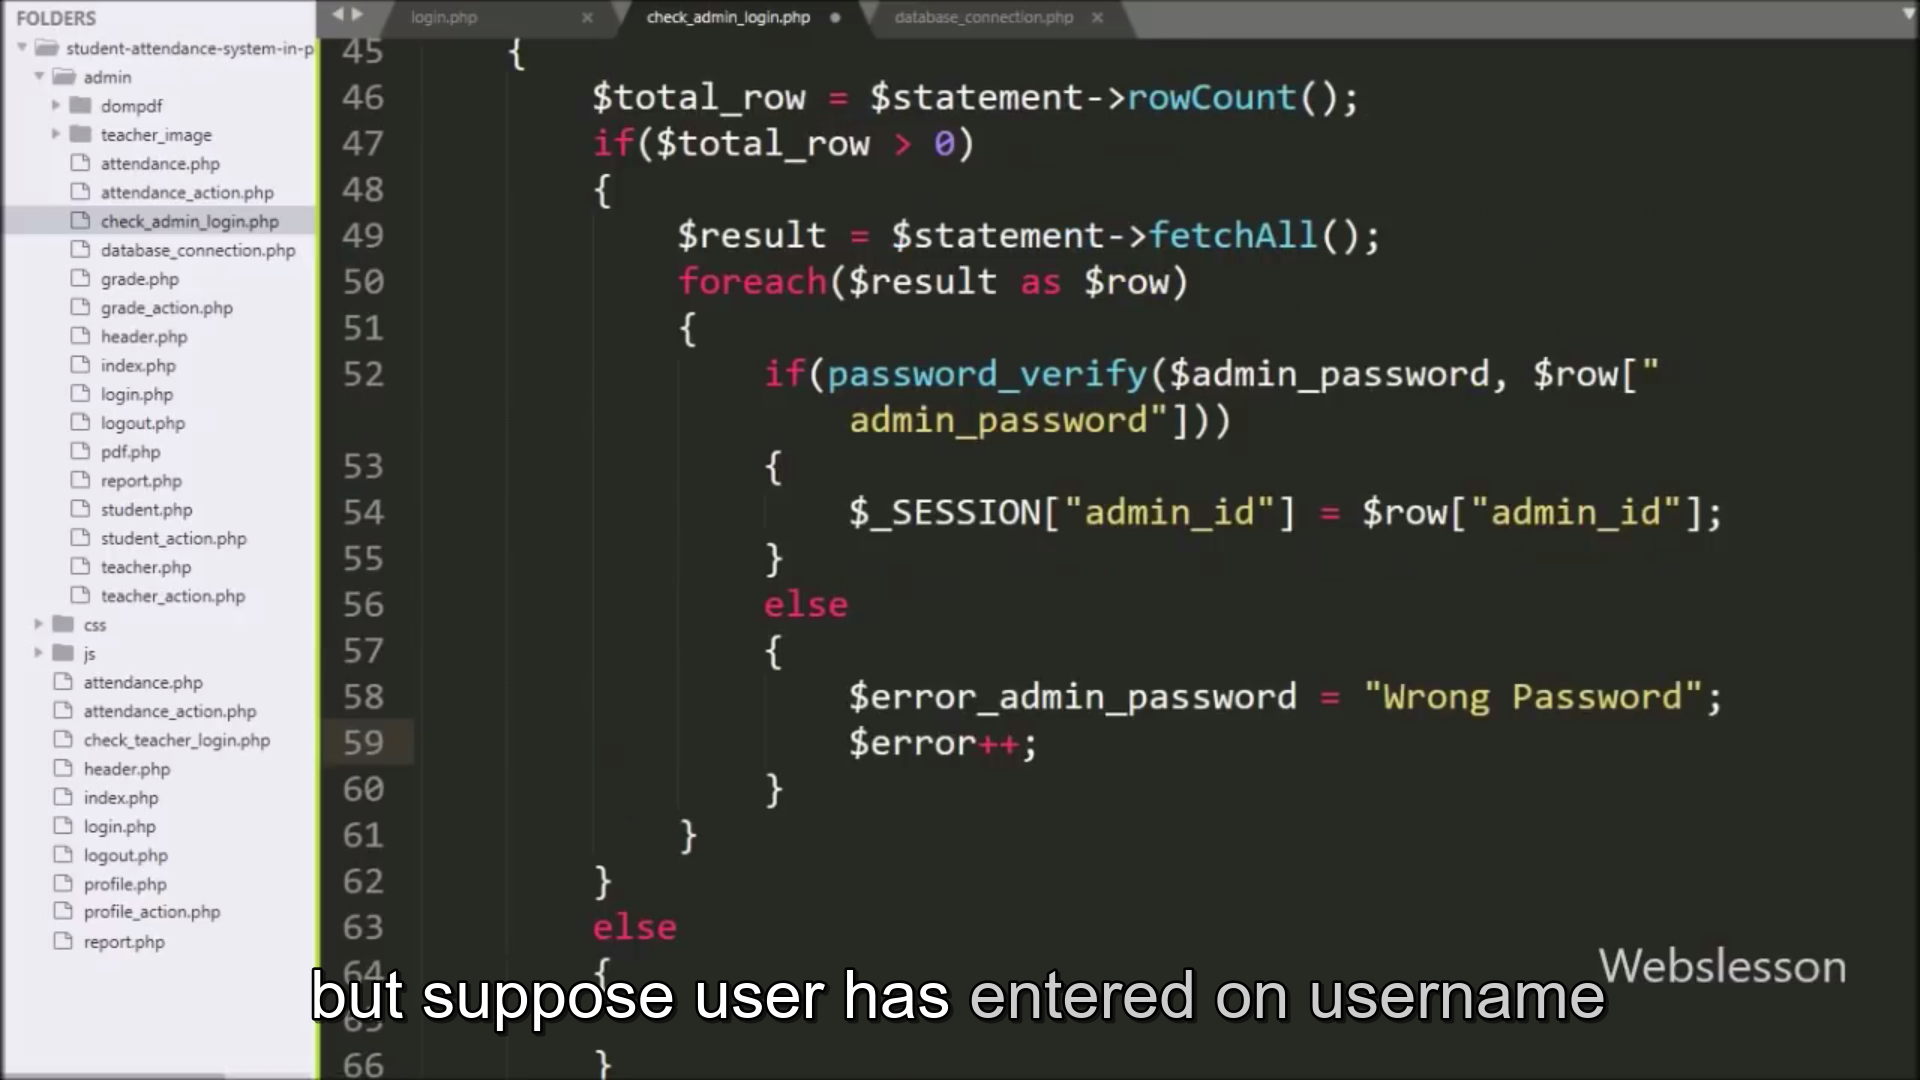 FOLDERS
student-attendance-system-in-p
admin
dompdf
teacher_image
attendance.php
attendance_action.php
check_admin_login.php
database_connection.php
grade.php
grade_action.php
header.php
index.php
login.php
logout.php
pdf.php
report.php
student.php
student_action.php
teacher.php
teacher_action.php
css
js
attendance.php
attendance_action.php
check_teacher_login.php
header.php
index.php
login.php
logout.php
profile.php
profile_action.php
report.php
login.php
check_admin_login.php
database_connection.php
45 {
46 $total_row = $statement->rowCount();
47 if($total_row > 0)
48 {
49 $result = $statement->fetchAll();
50 foreach($result as $row)
51 {
52 if(password_verify($admin_password, $row["
admin_password"]))
53 {
54 $_SESSION["admin_id"] = $row["admin_id"];
55 }
56 else
57 {
58 $error_admin_password = "Wrong Password";
59 $error++;
60 }
61 }
62 }
63 else
64 {
65
66 }
Webslesson
but suppose user has entered on username